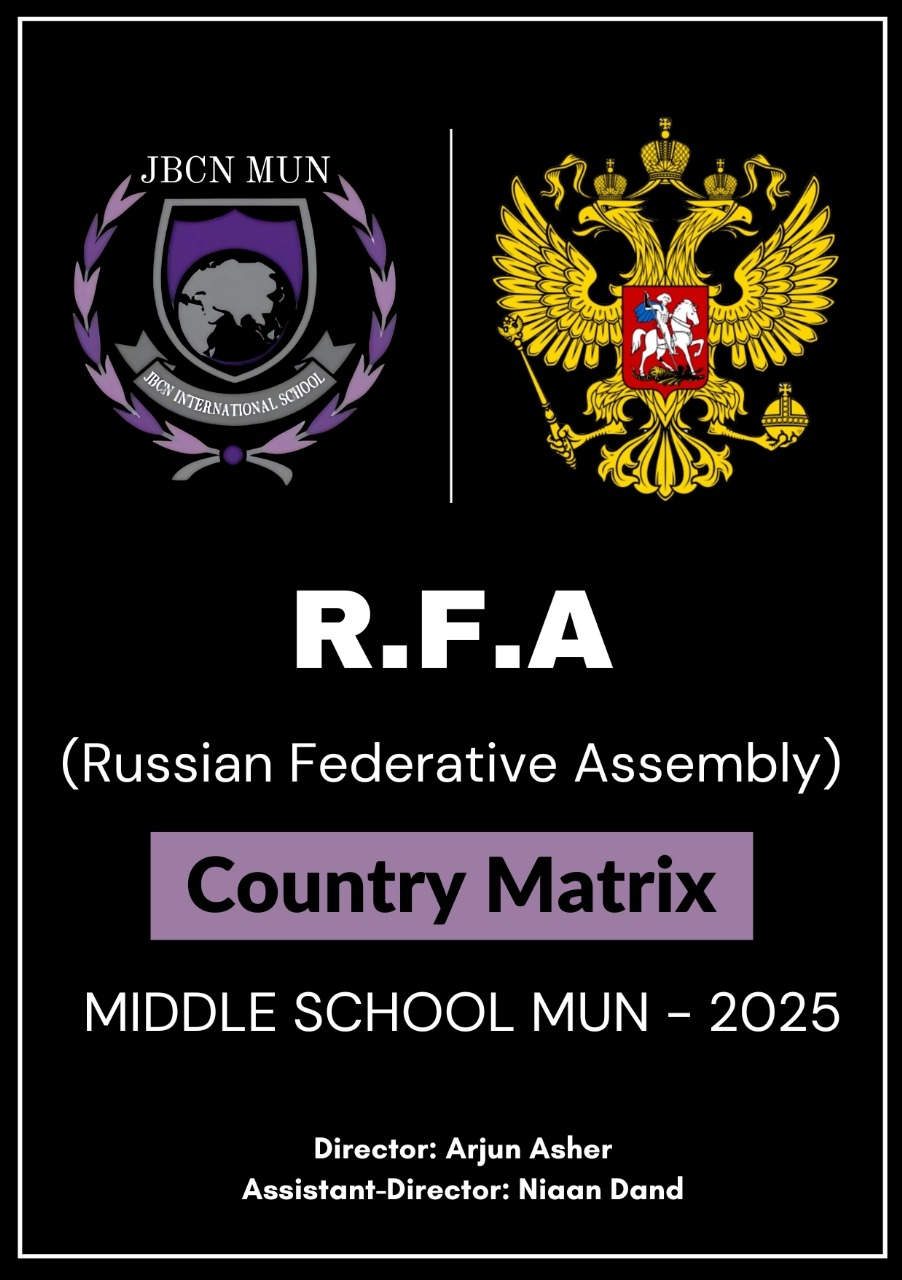 JBCN MUN
JBCN INTERNATIONAL SCHOOL
R.F.A
(Russian Federative Assembly)
Country Matrix
MIDDLE SCHOOL MUN - 2025
Director: Arjun Asher
Assistant-Director: Niaan Dand